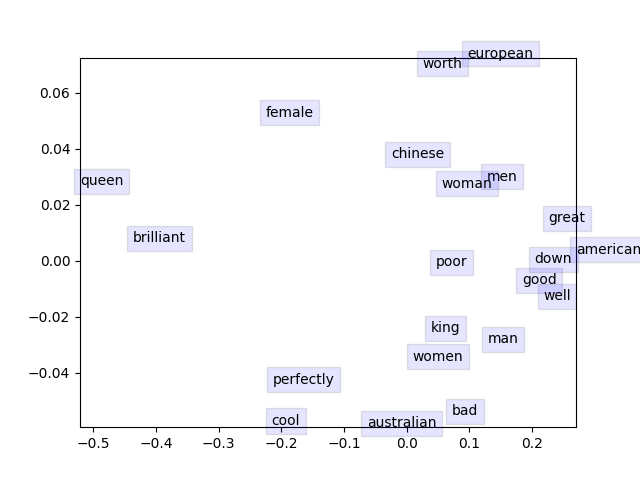 european
worth
0.06
female
0.04
chinese
men
woman
queen
0.02
great
brilliant
american
0.00
poor
down
good
well
−0.02
king
man
women
−0.04
perfectly
bad
cool
australian
−0.5 −0.4 −0.3 −0.2 −0.1 0.0 0.1 0.2